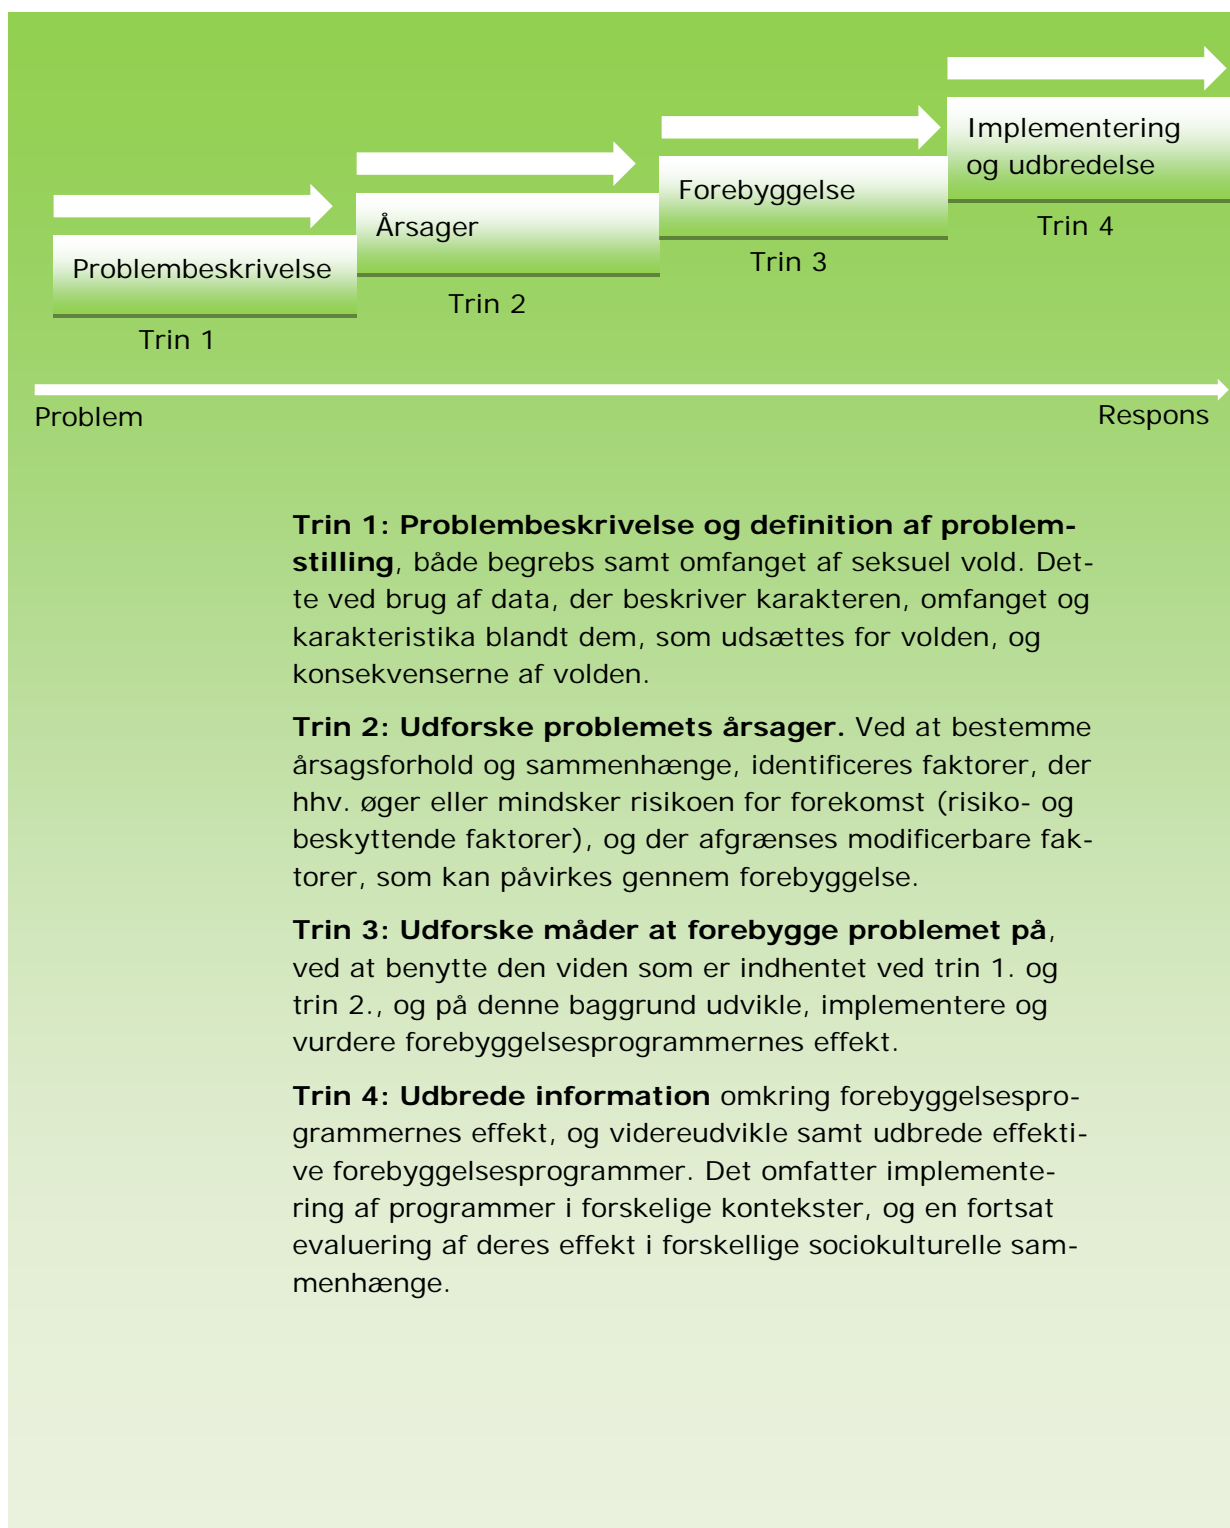 Implementering
og udbredelse
Trin 4
Forebyggelse
Trin 3
Årsager
Trin 2
Problembeskrivelse
Trin 1
Problem
Respons
Trin 1: Problembeskrivelse og definition af problem-
stilling, både begrebs samt omfanget af seksuel vold. Det-
te ved brug af data, der beskriver karakteren, omfanget og
karakteristika blandt dem, som udsættes for volden, og
konsekvenserne af volden.
Trin 2: Udforske problemets årsager. Ved at bestemme
årsagsforhold og sammenhænge, identificeres faktorer, der
hhv. øger eller mindsker risikoen for forekomst (risiko- og
beskyttende faktorer), og der afgrænses modificerbare fak-
torer, som kan påvirkes gennem forebyggelse.
Trin 3: Udforske måder at forebygge problemet på,
ved at benytte den viden som er indhentet ved trin 1. og
trin 2., og på denne baggrund udvikle, implementere og
vurdere forebyggelsesprogrammernes effekt.
Trin 4: Udbrede information omkring forebyggelsespro-
grammernes effekt, og videreudvikle samt udbrede effekti-
ve forebyggelsesprogrammer. Det omfatter implemente-
ring af programmer i forskelige kontekster, og en fortsat
evaluering af deres effekt i forskellige sociokulturelle sam-
menhænge.